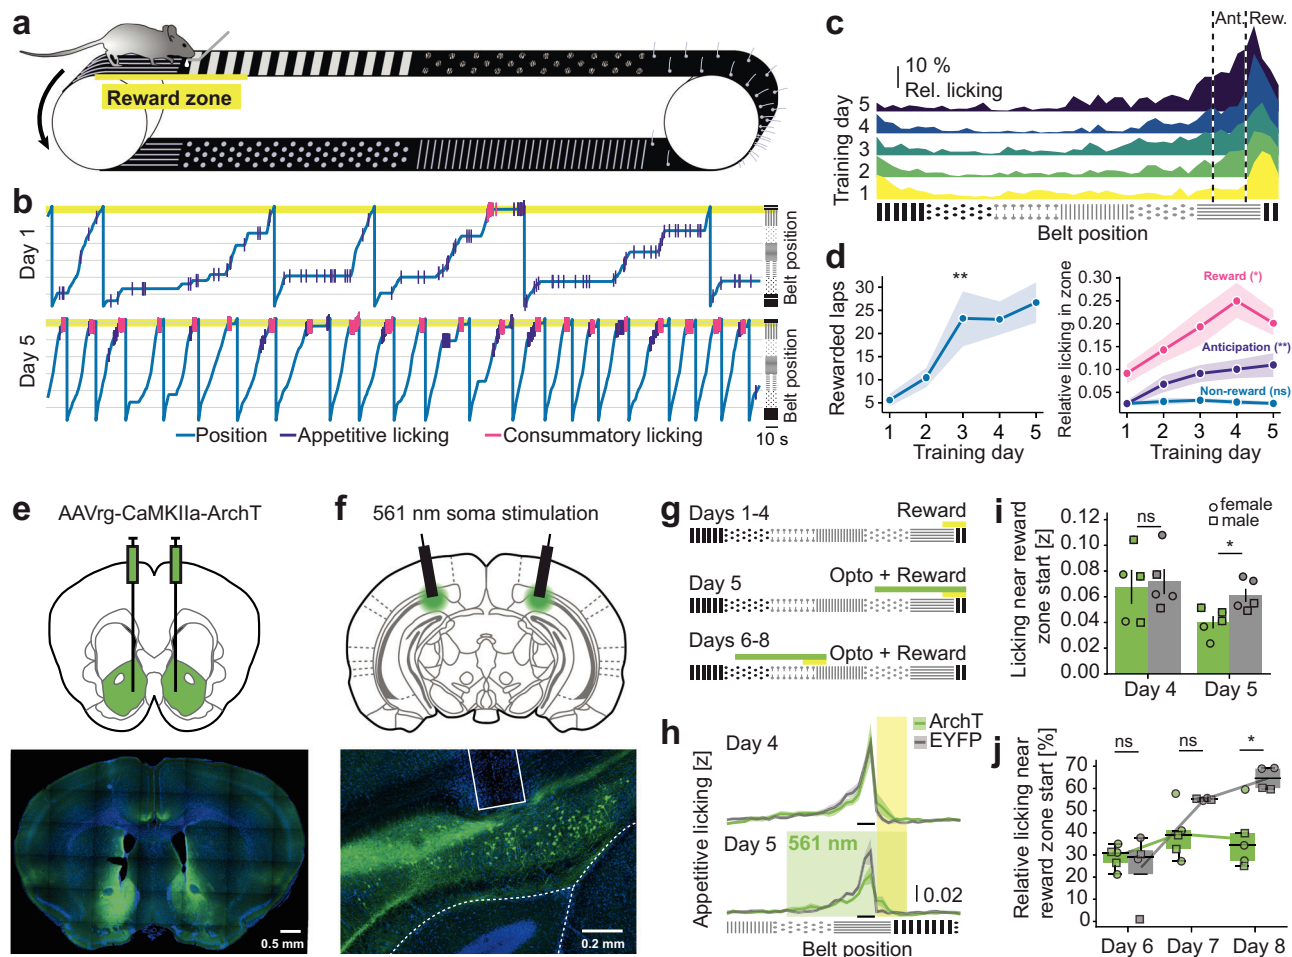 a
Reward zone
b
Day 1
Belt position
Day 5
Belt position
Position
Appetitive licking
Consummatory licking
10 s
c
Ant.
Rew.
10 %
Rel. licking
Training day
5
4
3
2
1
Belt position
d
Rewarded laps
30
25
20
15
10
5
**
1 2 3 4 5
Training day
Relative licking in zone
0.30
0.25
0.20
0.15
0.10
0.05
Reward (*)
Anticipation (**)
Non-reward (ns)
1 2 3 4 5
Training day
e
AAVrg-CaMKIIa-ArchT
0.5 mm
f
561 nm soma stimulation
0.2 mm
g
Days 1-4
Reward
Day 5
Opto + Reward
Days 6-8
Opto + Reward
h
ArchT
EYFP
Appetitive licking [z]
Day 4
Day 5
561 nm
0.02
Belt position
i
female
male
Licking near reward
zone start [z]
0.12
0.10
0.08
0.06
0.04
0.02
0.00
ns
*
Day 4
Day 5
j
Relative licking near
reward zone start [%]
70
60
50
40
30
20
10
0
ns
ns
*
Day 6
Day 7
Day 8